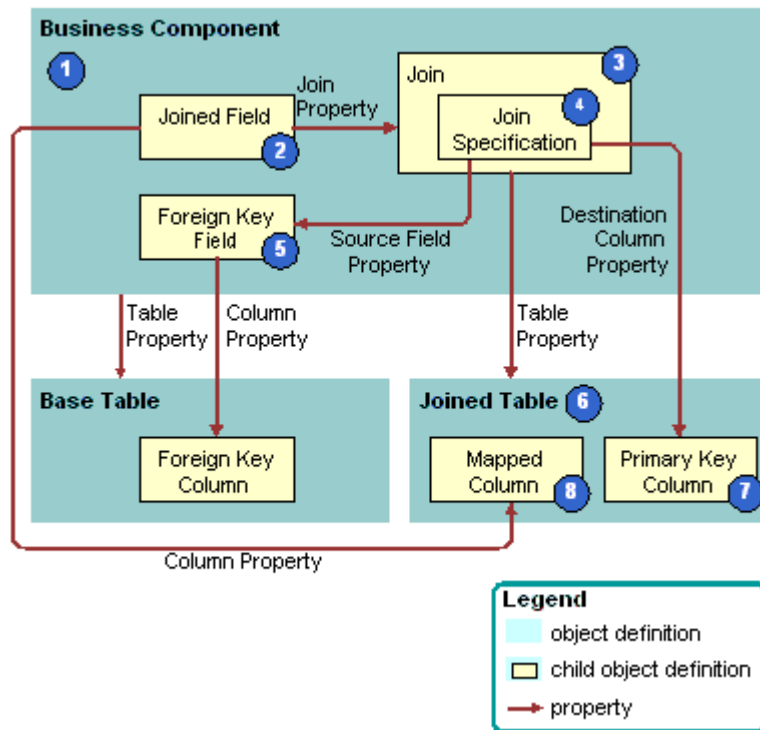 Business Component
1
Join
Property
Join
3
Joined Field
2
Join
Specification
4
Foreign Key
Field
5
Source Field
Property
Destination
Column
Property
Table
Property
Column
Property
Table
Property
Base Table
Joined Table
6
Foreign Key
Column
Mapped
Column
8
Primary Key
Column
7
Column Property
Legend
object definition
child object definition
property